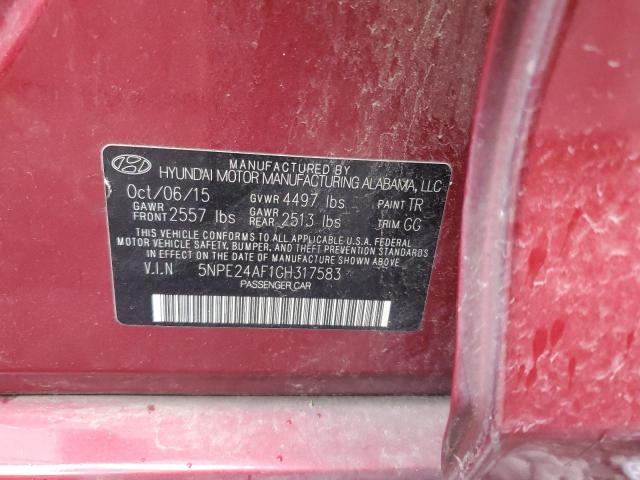 MANUFACTURED BY
HYUNDAI MOTOR MANUFACTURING ALABAMA, LLC
Oct/06/15 GVWR 4497 lbs PAINT TR
GAWR FRONT 2557 lbs GAWR REAR 2513 lbs TRIM GG
THIS VEHICLE CONFORMS TO ALL APPLICABLE U.S.A. FEDERAL
MOTOR VEHICLE SAFETY, BUMPER, AND THEFT PREVENTION STANDARDS
IN EFFECT ON THE DATE OF MANUFACTURE SHOWN ABOVE.
V.I.N 5NPE24AF1GH317583
PASSENGER CAR